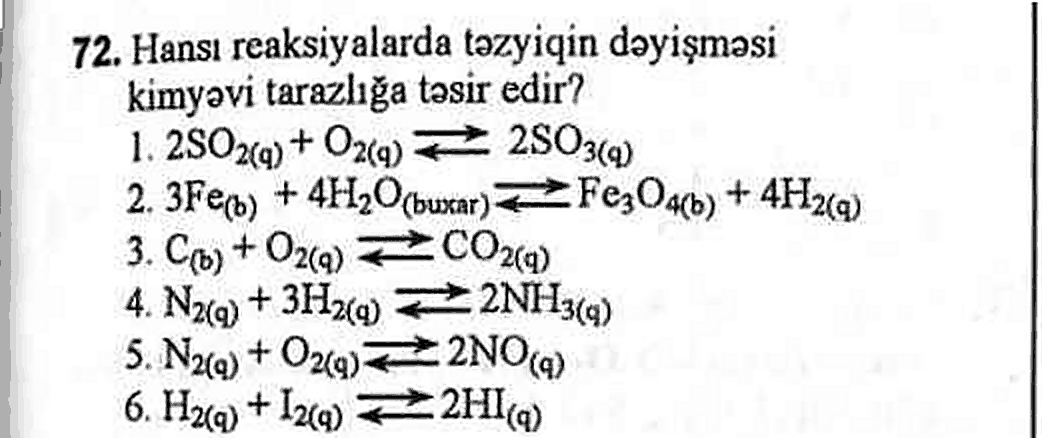 72. Hansı reaksiyalarda təzyiqin dəyişməsi
kimyəvi tarazlığa təsir edir?
1. 2SO₂₍q₎ + O₂₍q₎ ⇄ 2SO₃₍q₎
2. 3Fe₍b₎ + 4H₂O₍buxar₎ ⇄ Fe₃O₄₍b₎ + 4H₂₍q₎
3. C₍b₎ + O₂₍q₎ ⇄ CO₂₍q₎
4. N₂₍q₎ + 3H₂₍q₎ ⇄ 2NH₃₍q₎
5. N₂₍q₎ + O₂₍q₎ ⇄ 2NO₍q₎
6. H₂₍q₎ + I₂₍q₎ ⇄ 2HI₍q₎